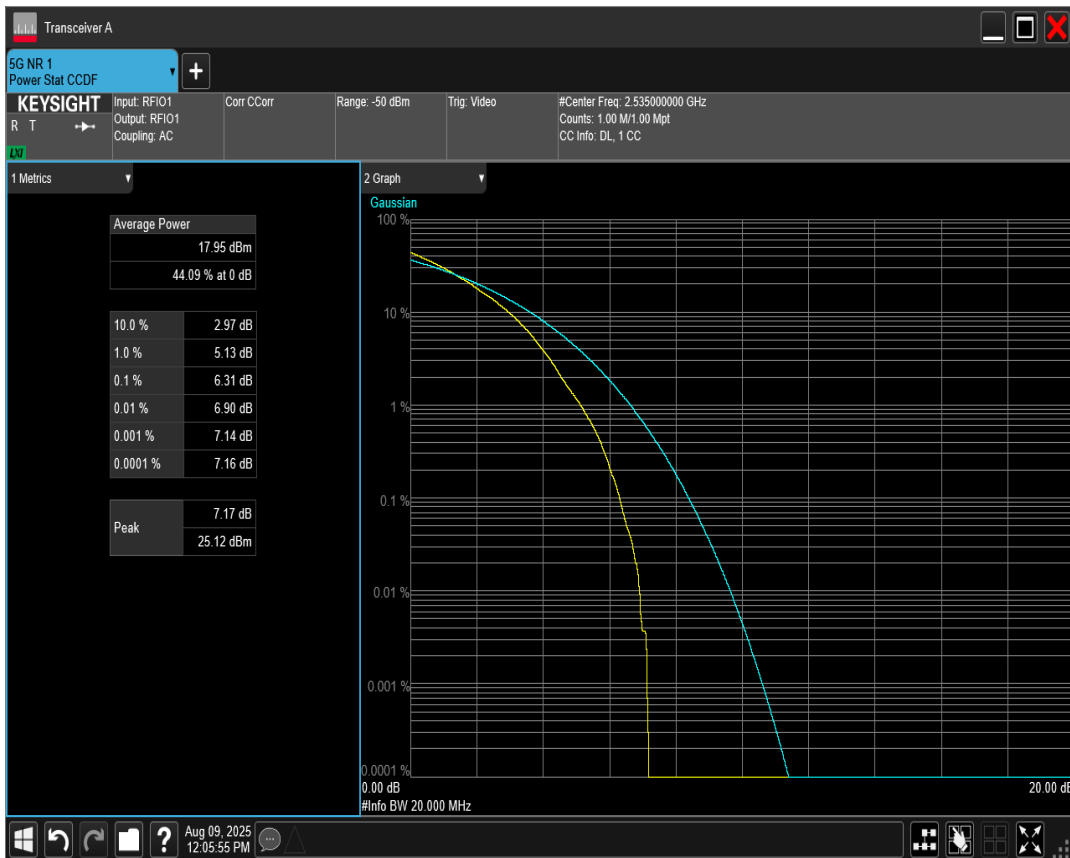 Transceiver A
5G NR 1
Power Stat CCDF
KEYSIGHT
R T
LXI
Input: RFIO1
Output: RFIO1
Coupling: AC
Corr CCorr
Range: -50 dBm
Trig: Video
#Center Freq: 2.535000000 GHz
Counts: 1.00 M/1.00 Mpt
CC Info: DL, 1 CC
1 Metrics
Average Power
17.95 dBm
44.09 % at 0 dB
10.0 % 2.97 dB
1.0 % 5.13 dB
0.1 % 6.31 dB
0.01 % 6.90 dB
0.001 % 7.14 dB
0.0001 % 7.16 dB
Peak
7.17 dB
25.12 dBm
2 Graph
Gaussian
100 %
10 %
1 %
0.1 %
0.01 %
0.001 %
0.0001 %
0.00 dB 20.00 dB
#Info BW 20.000 MHz
Aug 09, 2025
12:05:55 PM